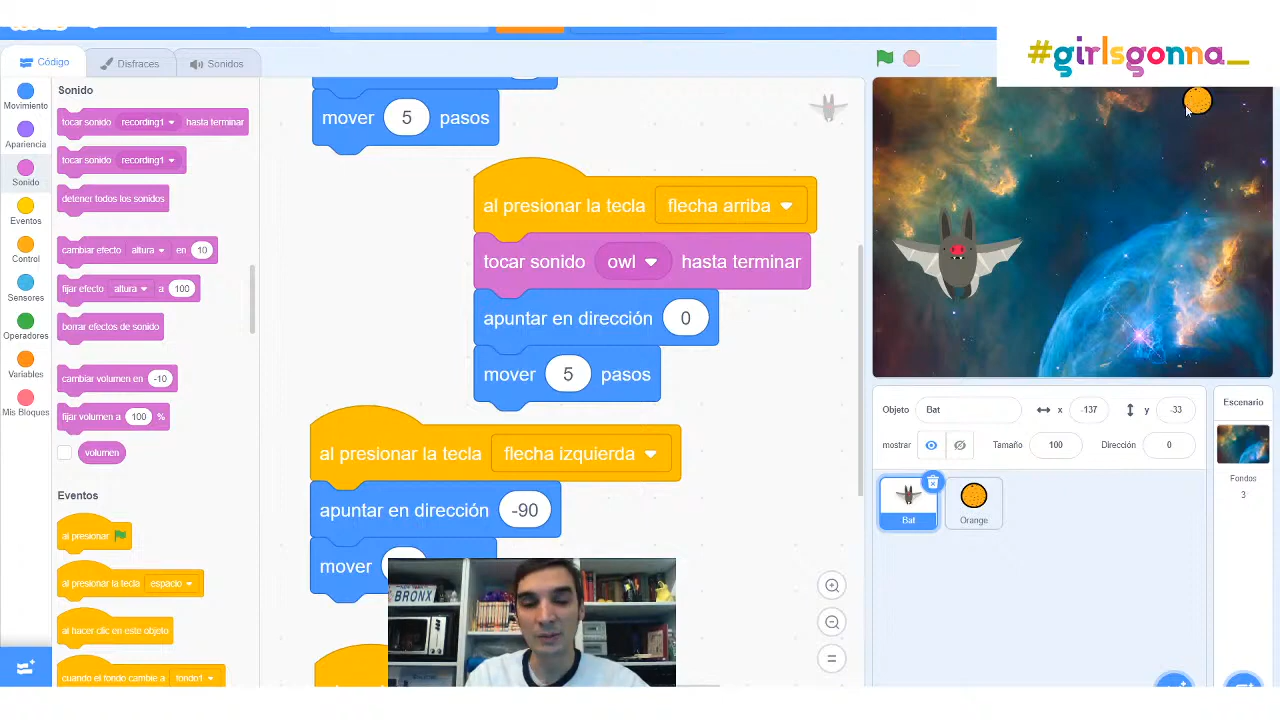 #girlsgonna_
Código
Disfraces
Sonidos
Movimiento
Apariencia
Sonido
Eventos
Control
Sensores
Operadores
Variables
Mis Bloques
Sonido
tocar sonido recording1 hasta terminar
tocar sonido recording1
detener todos los sonidos
cambiar efecto altura en 10
fijar efecto altura a 100
borrar efectos de sonido
cambiar volumen en -10
fijar volumen a 100 %
volumen
Eventos
al presionar
al presionar la tecla espacio
al hacer clic en este objeto
cuando el fondo cambie a fondo1
mover 5 pasos
al presionar la tecla flecha arriba
tocar sonido owl hasta terminar
apuntar en dirección 0
mover 5 pasos
al presionar la tecla flecha izquierda
apuntar en dirección -90
mover
BRONX
Objeto Bat x -137 y -33
mostrar Tamaño 100 Dirección 0
Bat
Orange
Escenario
Fondos
3